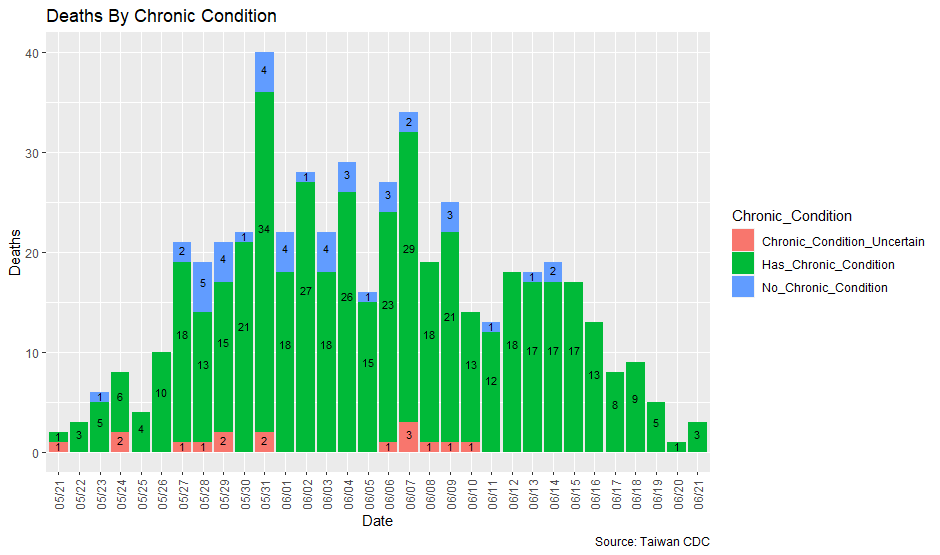 Deaths By Chronic Condition
40
30
20
10
0
Deaths
1 1
3
5 1
2 6
4
10
1 18 2
1 13 5
2 15 4
21 1
2 34 4
18 4
27 1
18 4
26 3
15 1
1 23 3
3 29 2
1 18
1 21 3
1 13
12 1
18
17 1
17 2
17
13
8
9
5
1
3
05/21 05/22 05/23 05/24 05/25 05/26 05/27 05/28 05/29 05/30 05/31 06/01 06/02 06/03 06/04 06/05 06/06 06/07 06/08 06/09 06/10 06/11 06/12 06/13 06/14 06/15 06/16 06/17 06/18 06/19 06/20 06/21
Date
Chronic_Condition
Chronic_Condition_Uncertain
Has_Chronic_Condition
No_Chronic_Condition
Source: Taiwan CDC